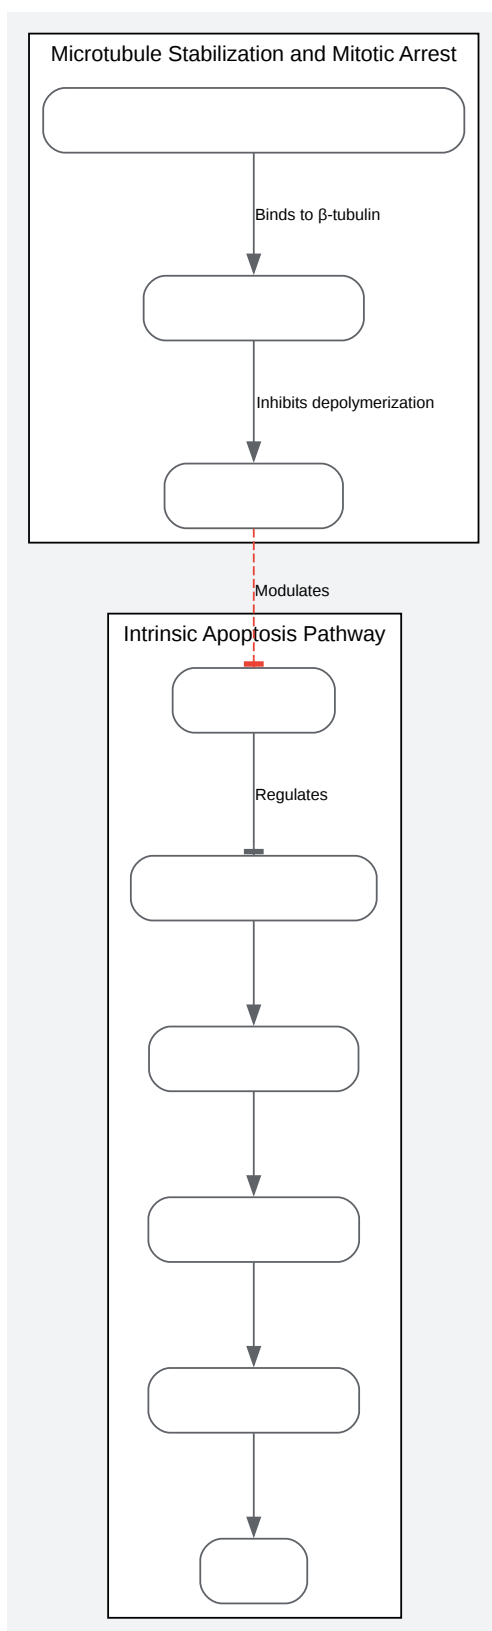 Microtubule Stabilization and Mitotic Arrest
Binds to β-tubulin
Inhibits depolymerization
Modulates
Intrinsic Apoptosis Pathway
Regulates